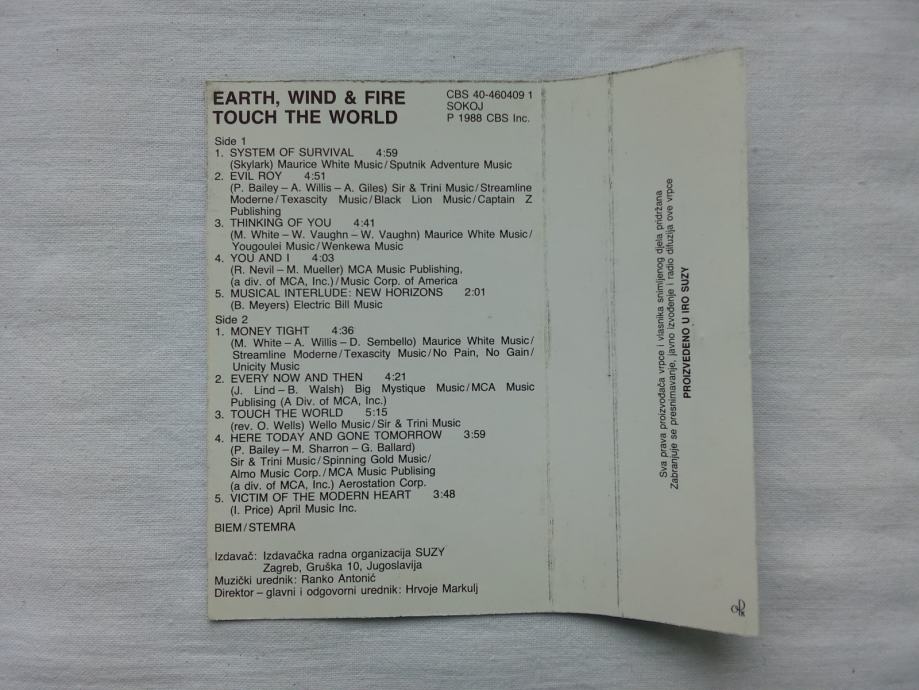 EARTH, WIND & FIRE
TOUCH THE WORLD
CBS 40-460409 1
SOKOJ
P 1988 CBS Inc.
Side 1
1. SYSTEM OF SURVIVAL 4:59
(Skylark) Maurice White Music/Sputnik Adventure Music
2. EVIL ROY 4:51
(P. Bailey – A. Willis – A. Giles) Sir & Trini Music/Streamline
Moderne/Texascity Music/Black Lion Music/Captain Z
Publishing
3. THINKING OF YOU 4:41
(M. White – W. Vaughn – W. Vaughn) Maurice White Music/
Yougoulei Music/Wenkewa Music
4. YOU AND I 4:03
(R. Nevil – M. Mueller) MCA Music Publishing,
(a div. of MCA, Inc.)/Music Corp. of America
5. MUSICAL INTERLUDE: NEW HORIZONS 2:01
(B. Meyers) Electric Bill Music
Side 2
1. MONEY TIGHT 4:36
(M. White – A. Willis – D. Sembello) Maurice White Music/
Streamline Moderne/Texascity Music/No Pain, No Gain/
Unicity Music
2. EVERY NOW AND THEN 4:21
(J. Lind – B. Walsh) Big Mystique Music/MCA Music
Publising (A Div. of MCA, Inc.)
3. TOUCH THE WORLD 5:15
(rev. O. Wells) Wello Music/Sir & Trini Music
4. HERE TODAY AND GONE TOMORROW 3:59
(P. Bailey – M. Sharron – G. Ballard)
Sir & Trini Music/Spinning Gold Music/
Almo Music Corp./MCA Music Publising
(a div. of MCA, Inc.) Aerostation Corp.
5. VICTIM OF THE MODERN HEART 3:48
(I. Price) April Music Inc.
BIEM/STEMRA
Izdavač: Izdavačka radna organizacija SUZY
Zagreb, Gruška 10, Jugoslavija
Muzički urednik: Ranko Antonić
Direktor – glavni i odgovorni urednik: Hrvoje Markulj
Sva prava proizvođača vrpce i vlasnika snimljenog djela pridržana
Zabranjuje se presnimavanje, javno izvođenje i radio difuzija ove vrpce
PROIZVEDENO U IRO SUZY